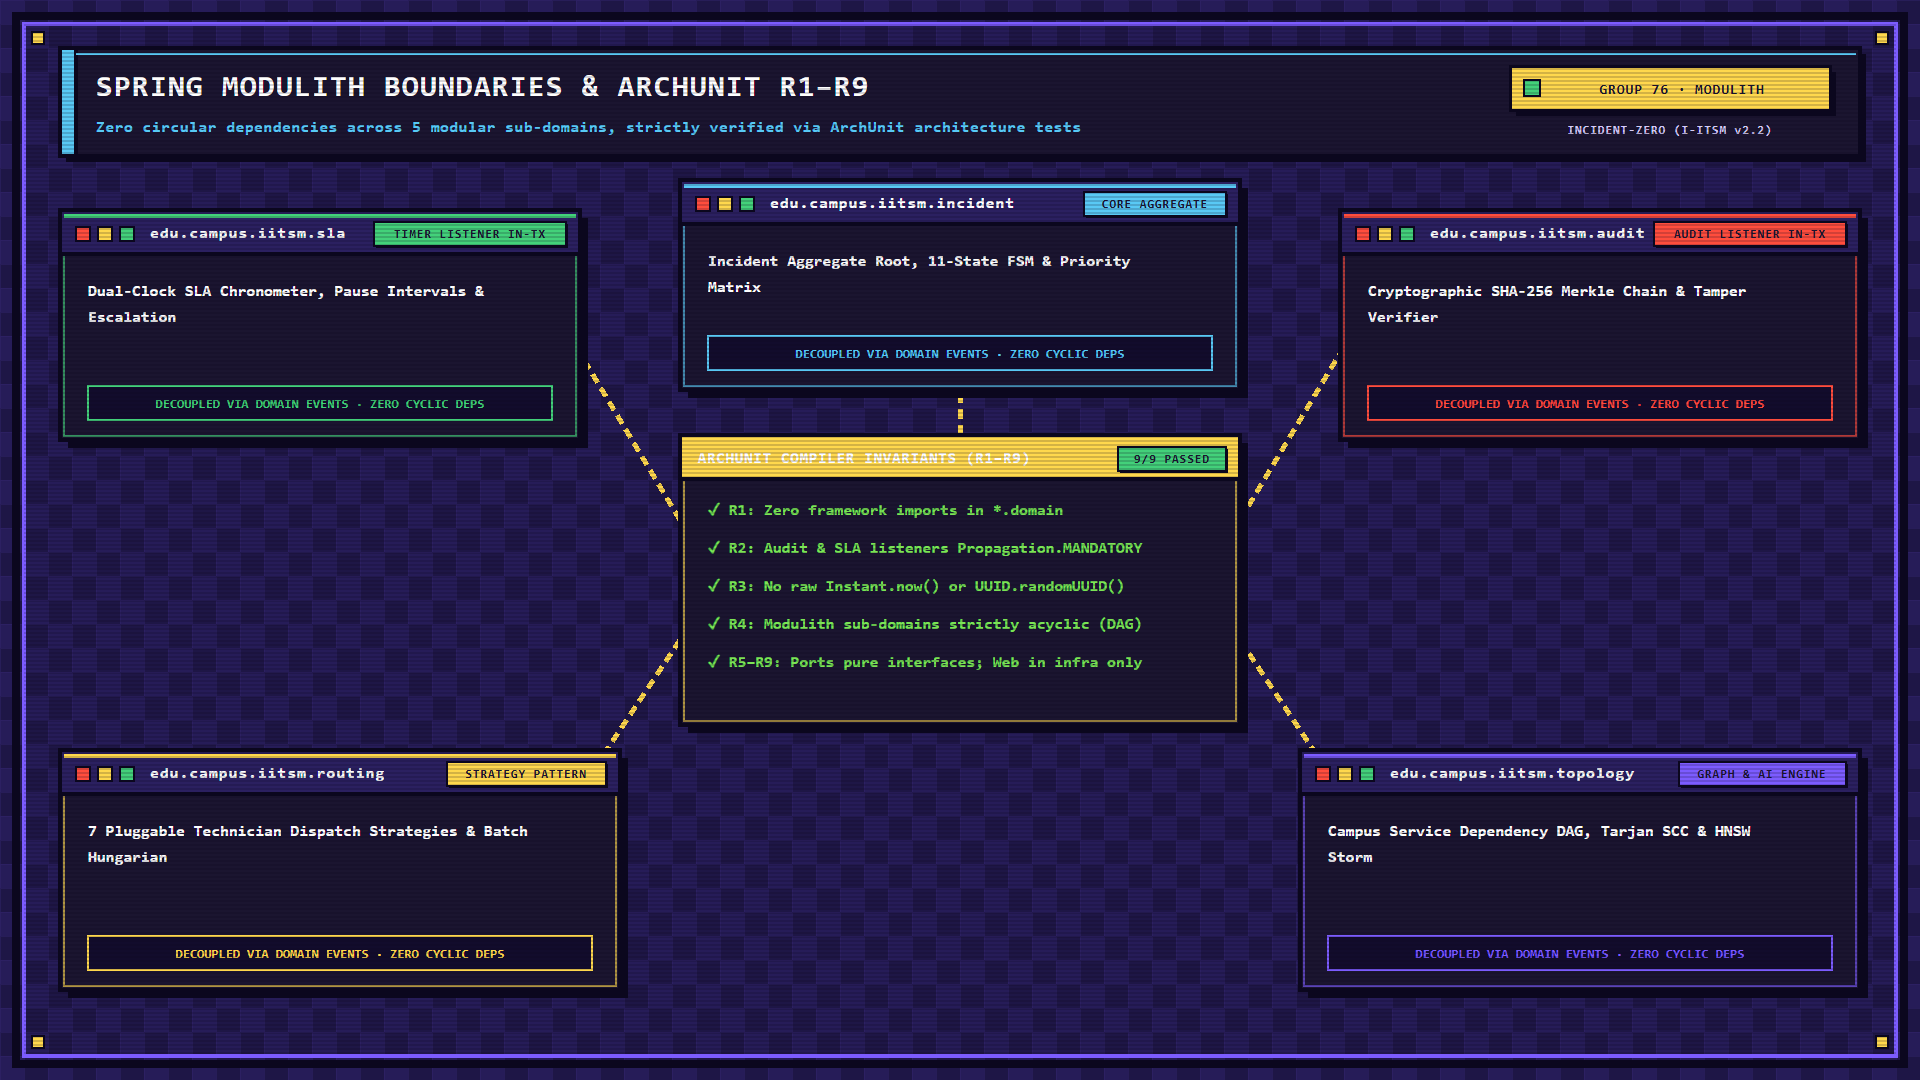 SPRING MODULITH BOUNDARIES & ARCHUNIT R1–R9
Zero circular dependencies across 5 modular sub-domains, strictly verified via ArchUnit architecture tests
GROUP 76 · MODULITH
INCIDENT-ZERO (I-ITSM v2.2)
edu.campus.iitsm.sla
TIMER LISTENER IN-TX
Dual-Clock SLA Chronometer, Pause Intervals &
Escalation
DECOUPLED VIA DOMAIN EVENTS · ZERO CYCLIC DEPS
edu.campus.iitsm.incident
CORE AGGREGATE
Incident Aggregate Root, 11-State FSM & Priority
Matrix
DECOUPLED VIA DOMAIN EVENTS · ZERO CYCLIC DEPS
edu.campus.iitsm.audit
AUDIT LISTENER IN-TX
Cryptographic SHA-256 Merkle Chain & Tamper
Verifier
DECOUPLED VIA DOMAIN EVENTS · ZERO CYCLIC DEPS
ARCHUNIT COMPILER INVARIANTS (R1–R9)
9/9 PASSED
✓ R1: Zero framework imports in *.domain
✓ R2: Audit & SLA listeners Propagation.MANDATORY
✓ R3: No raw Instant.now() or UUID.randomUUID()
✓ R4: Modulith sub-domains strictly acyclic (DAG)
✓ R5–R9: Ports pure interfaces; Web in infra only
edu.campus.iitsm.routing
STRATEGY PATTERN
7 Pluggable Technician Dispatch Strategies & Batch
Hungarian
DECOUPLED VIA DOMAIN EVENTS · ZERO CYCLIC DEPS
edu.campus.iitsm.topology
GRAPH & AI ENGINE
Campus Service Dependency DAG, Tarjan SCC & HNSW
Storm
DECOUPLED VIA DOMAIN EVENTS · ZERO CYCLIC DEPS